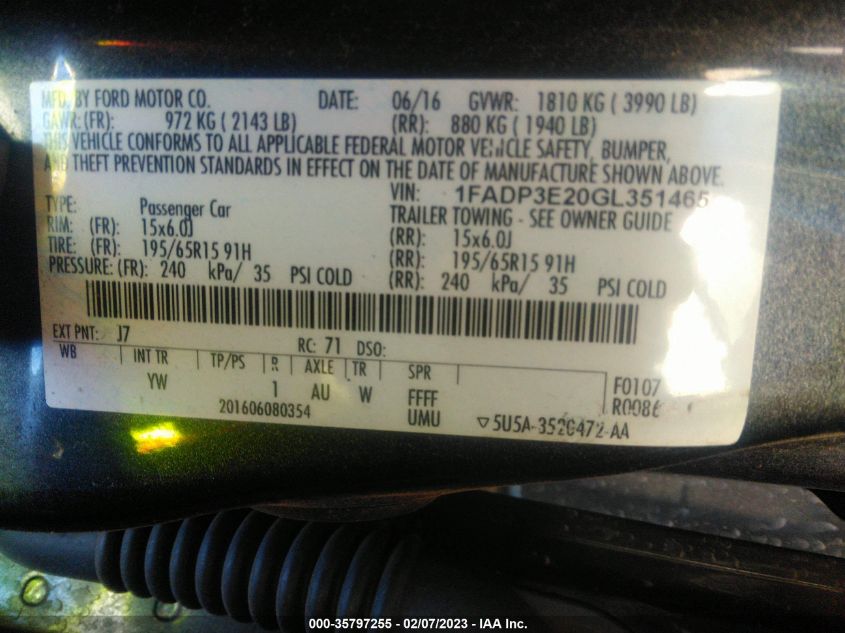 MFD. BY FORD MOTOR CO. DATE: 06/16 GVWR: 1810 KG ( 3990 LB)
GAWR: (FR): 972 KG ( 2143 LB) (RR): 880 KG ( 1940 LB)
THIS VEHICLE CONFORMS TO ALL APPLICABLE FEDERAL MOTOR VEHICLE SAFETY, BUMPER,
AND THEFT PREVENTION STANDARDS IN EFFECT ON THE DATE OF MANUFACTURE SHOWN ABOVE.
VIN: 1FADP3E20GL351465
TYPE: Passenger Car TRAILER TOWING - SEE OWNER GUIDE
RIM: (FR): 15x6.0J (RR): 15x6.0J
TIRE: (FR): 195/65R15 91H (RR): 195/65R15 91H
PRESSURE: (FR): 240 kPa/ 35 PSI COLD (RR): 240 kPa/ 35 PSI COLD
EXT PNT: J7 RC: 71 DSO:
WB INT TR TP/PS R AXLE TR SPR
YW 1 AU W FFFF F0107
201606080354 UMU R0086
▽5U5A-3520472-AA
000-35797255 - 02/07/2023 - IAA Inc.